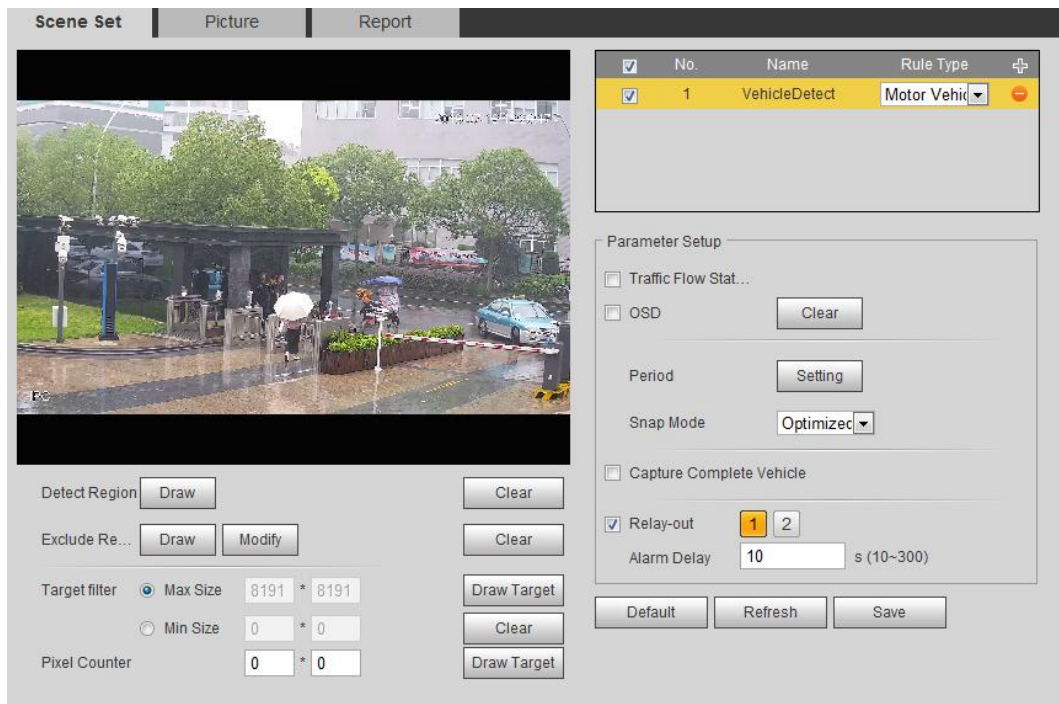 Scene Set Picture Report
No. Name Rule Type
1 VehicleDetect Motor Vehic
Parameter Setup
Traffic Flow Stat...
OSD Clear
Period Setting
Snap Mode Optimizec
Capture Complete Vehicle
Relay-out 1 2
Alarm Delay 10 s (10~300)
Default Refresh Save
PC
Detect Region Draw Clear
Exclude Re... Draw Modify Clear
Target filter Max Size 8191 * 8191 Draw Target
Min Size 0 * 0 Clear
Pixel Counter 0 * 0 Draw Target